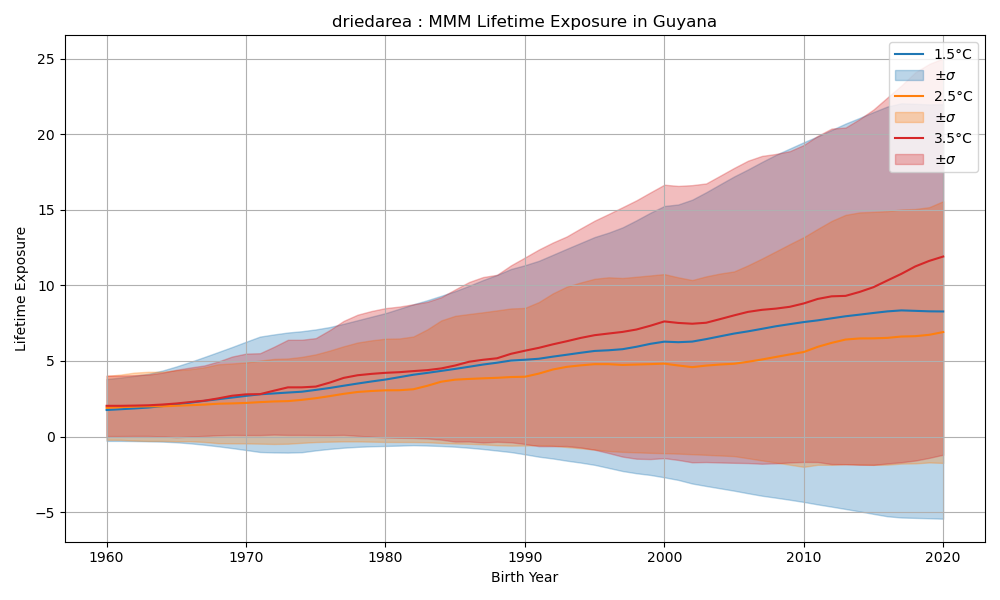 driedarea : MMM Lifetime Exposure in Guyana
Lifetime Exposure
25
20
15
10
5
0
−5
1.5°C
±σ
2.5°C
±σ
3.5°C
±σ
1960
1970
1980
1990
2000
2010
2020
Birth Year